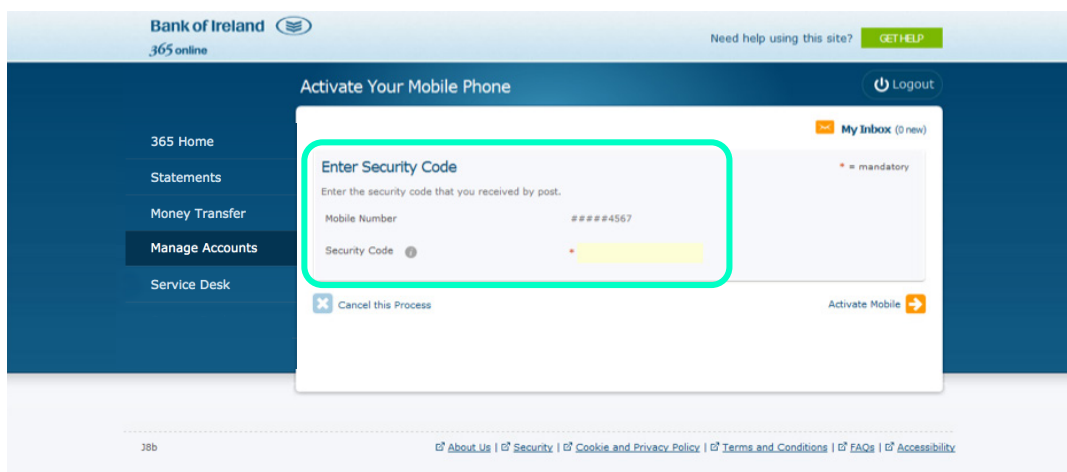 Bank of Ireland
365 online
Need help using this site? GET HELP
Activate Your Mobile Phone
Logout
My Inbox (0 new)
365 Home
Statements
Money Transfer
Manage Accounts
Service Desk
Enter Security Code
* = mandatory
Enter the security code that you received by post.
Mobile Number #####4567
Security Code i *
Cancel this Process
Activate Mobile
J8b
About Us | Security | Cookie and Privacy Policy | Terms and Conditions | FAQs | Accessibility